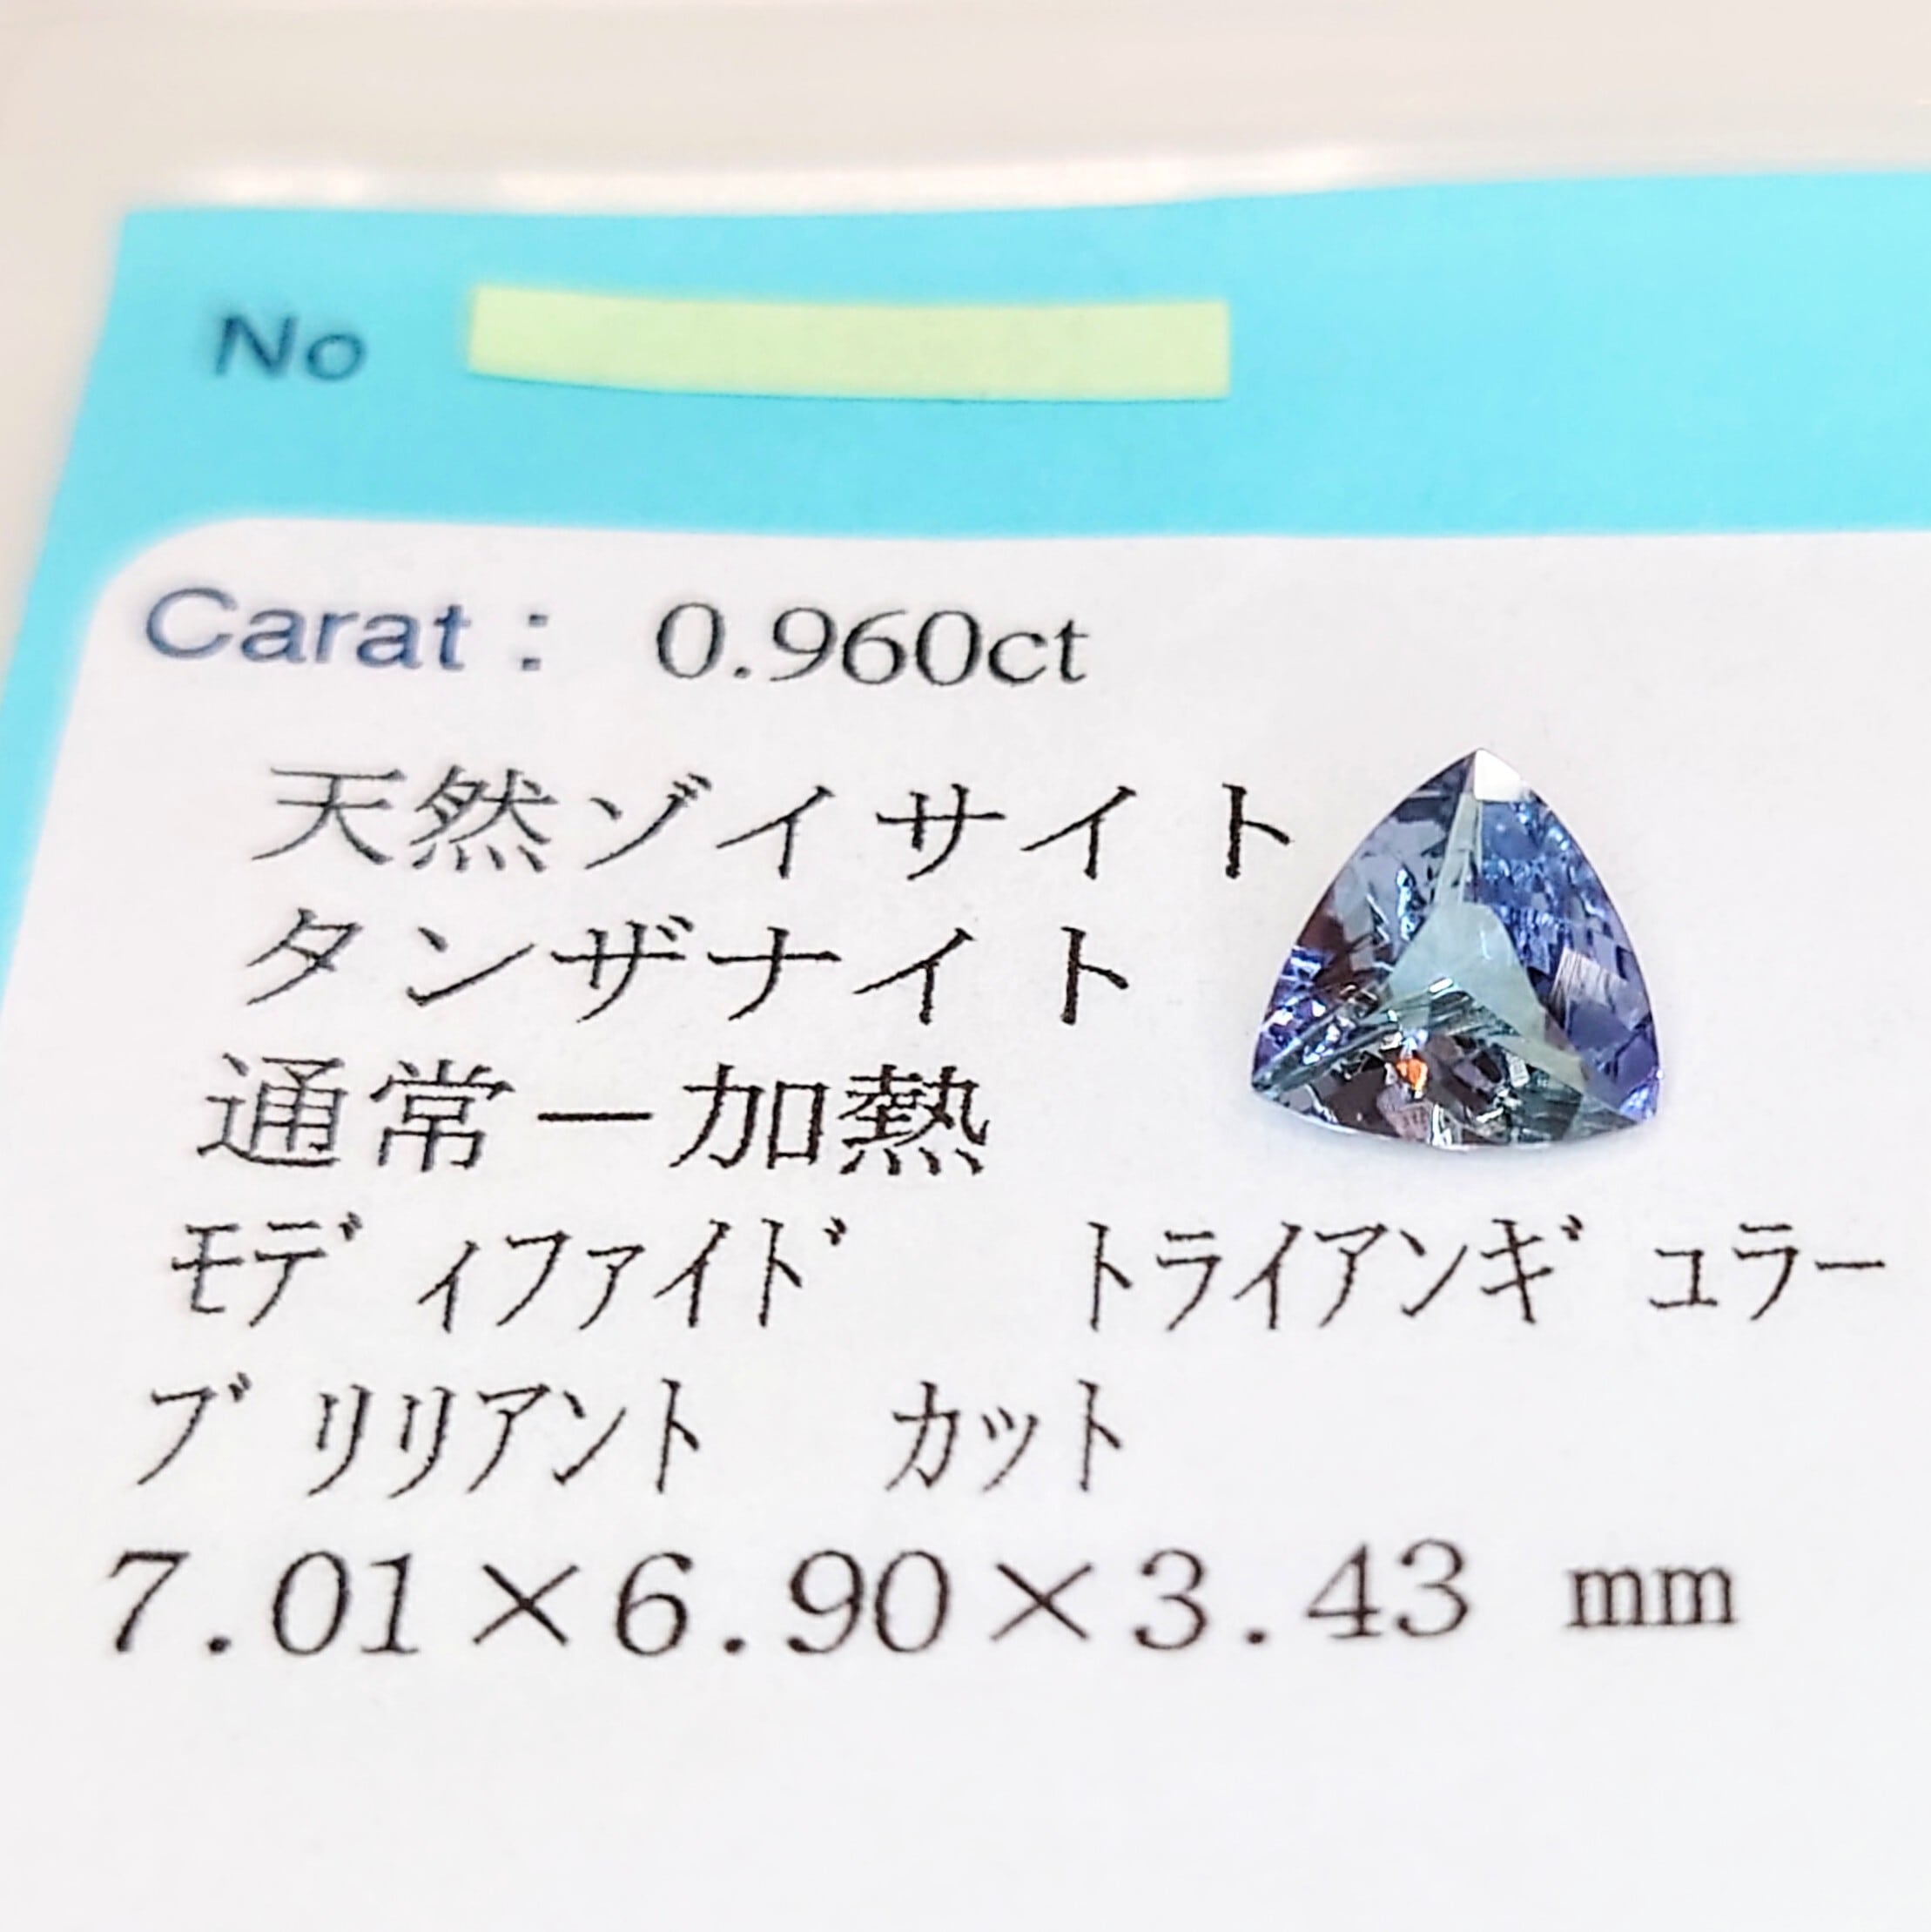 No
Carat : 0.960ct
天然ゾイサイト
タンザナイト
通常ー加熱
ﾓﾃﾞｨﾌｧｲﾄﾞ ﾄﾗｲｱﾝｷﾞｭﾗｰ
ﾌﾞﾘﾘｱﾝﾄ ｶｯﾄ
7.01×6.90×3.43 mm